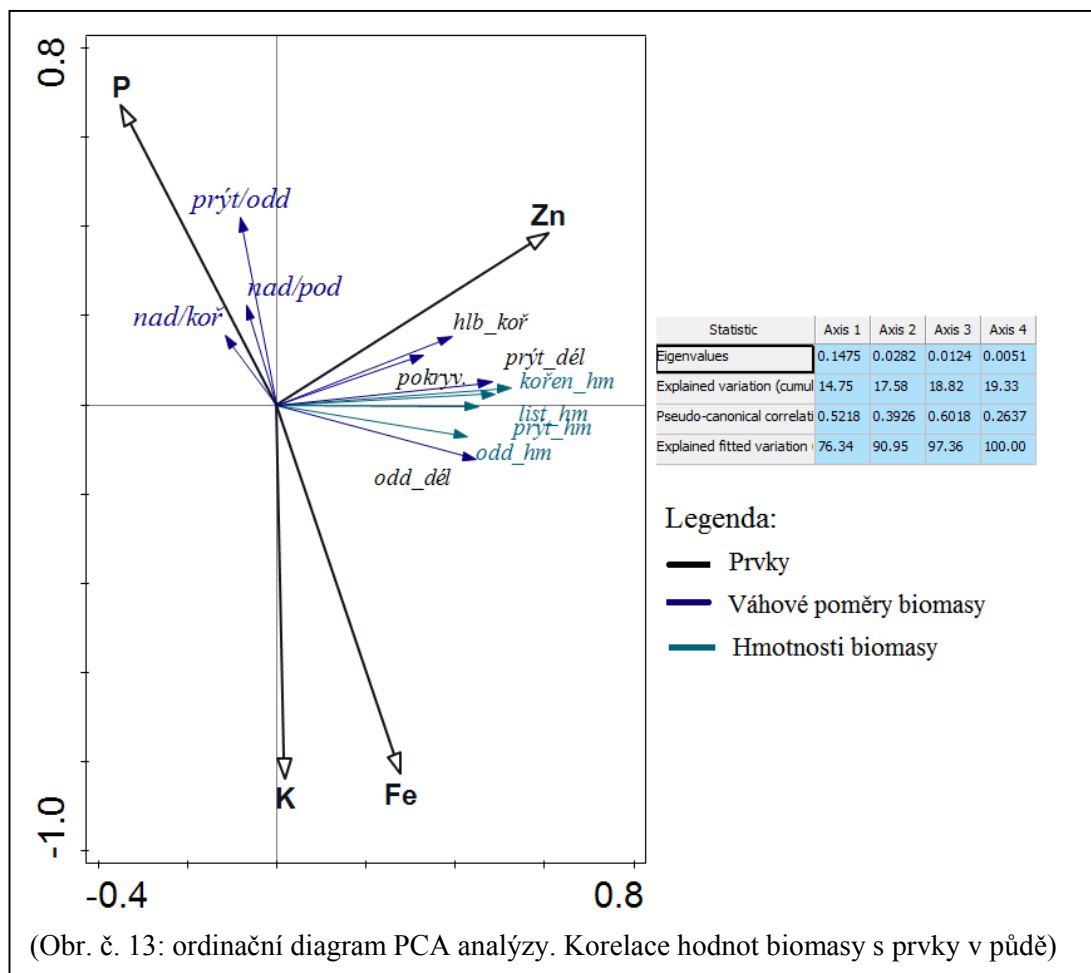 0.8
P
prýt/odd
Zn
nad/pod
nad/koř
hlb_koř
prýt_dél
pokryv.
kořen_hm
list_hm
prýt_hm
odd_hm
odd_dél
K
Fe
-1.0
-0.4
0.8
Statistic Axis 1 Axis 2 Axis 3 Axis 4
Eigenvalues 0.1475 0.0282 0.0124 0.0051
Explained variation (cumul 14.75 17.58 18.82 19.33
Pseudo-canonical correlati 0.5218 0.3926 0.6018 0.2637
Explained fitted variation ( 76.34 90.95 97.36 100.00
Legenda:
Prvky
Váhové poměry biomasy
Hmotnosti biomasy
(Obr. č. 13: ordinační diagram PCA analýzy. Korelace hodnot biomasy s prvky v půdě)